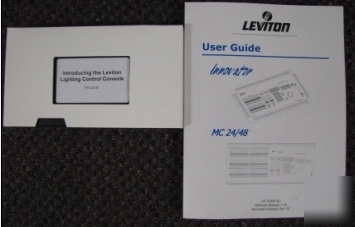 Introducing the Leviton
Lighting Control Console
LEVITON
User Guide
innovator
MC 24/48